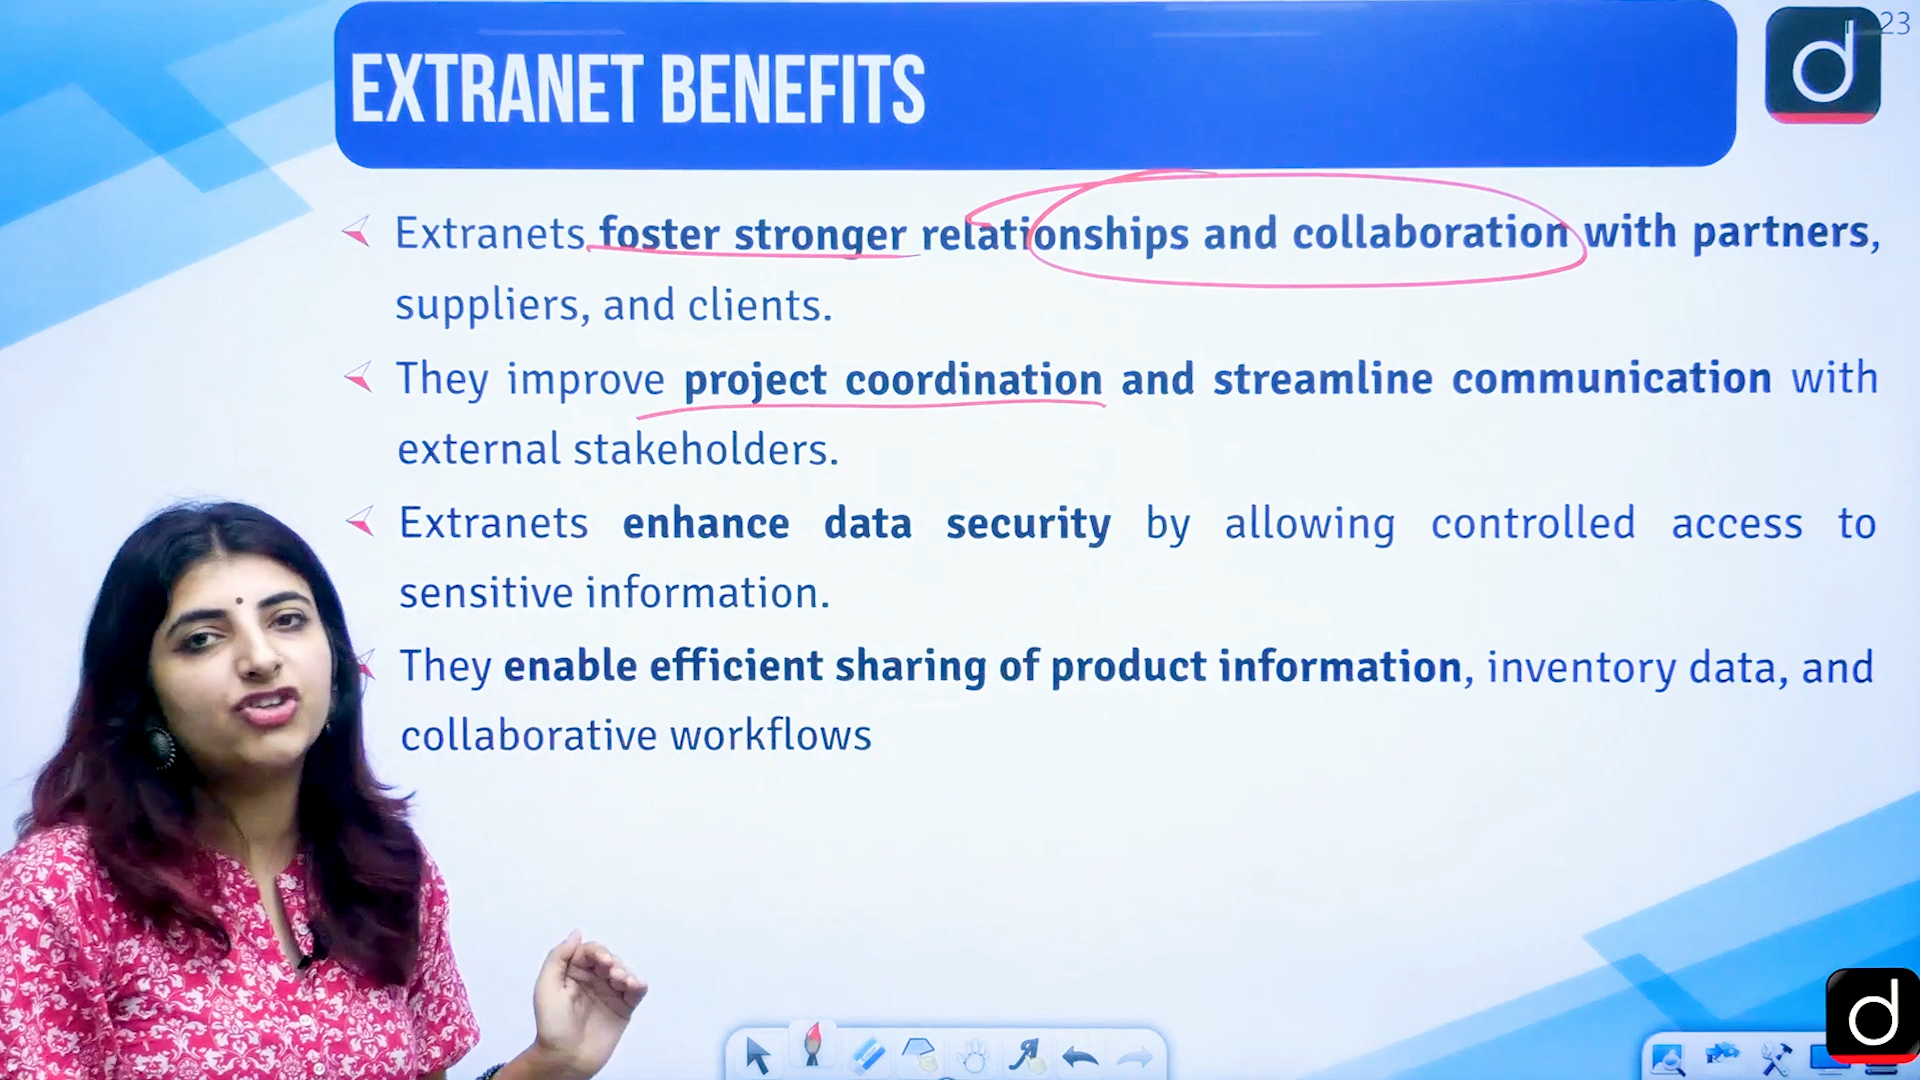 23
EXTRANET BENEFITS
d
Extranets foster stronger relationships and collaboration with partners,
suppliers, and clients.
They improve project coordination and streamline communication with
external stakeholders.
Extranets enhance data security by allowing controlled access to
sensitive information.
They enable efficient sharing of product information, inventory data, and
collaborative workflows
d